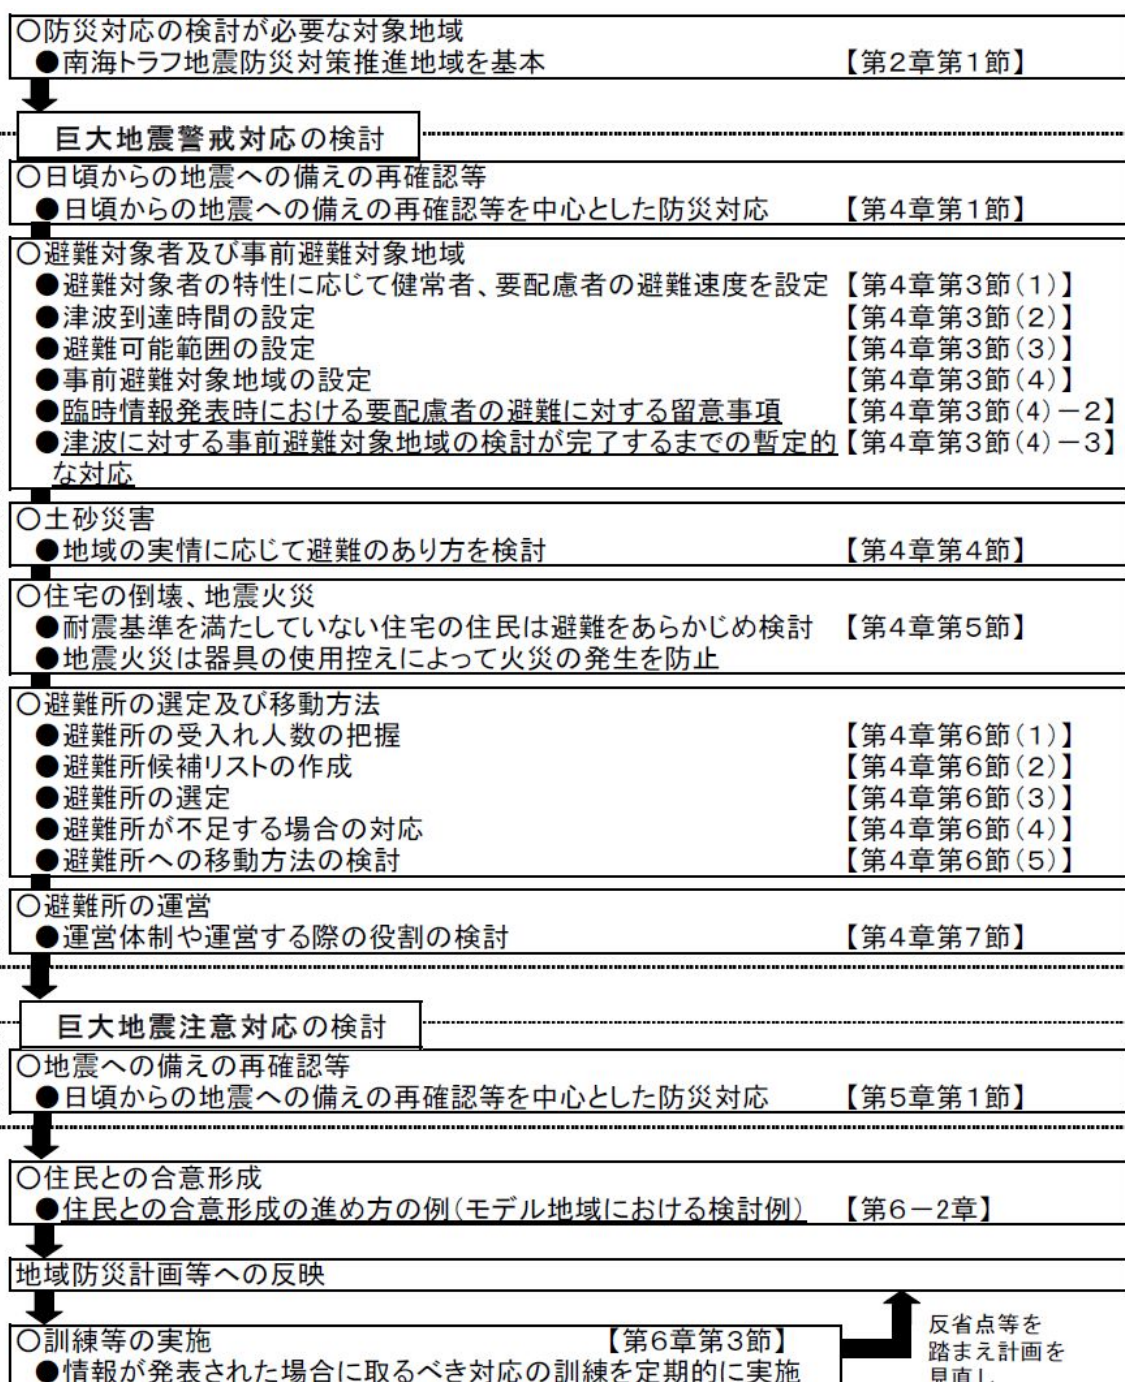 ○防災対応の検討が必要な対象地域
●南海トラフ地震防災対策推進地域を基本 【第2章第1節】
巨大地震警戒対応の検討
○日頃からの地震への備えの再確認等
●日頃からの地震への備えの再確認等を中心とした防災対応 【第4章第1節】
○避難対象者及び事前避難対象地域
●避難対象者の特性に応じて健常者、要配慮者の避難速度を設定 【第4章第3節(1)】
●津波到達時間の設定 【第4章第3節(2)】
●避難可能範囲の設定 【第4章第3節(3)】
●事前避難対象地域の設定 【第4章第3節(4)】
●臨時情報発表時における要配慮者の避難に対する留意事項 【第4章第3節(4)－2】
●津波に対する事前避難対象地域の検討が完了するまでの暫定的 【第4章第3節(4)－3】
な対応
○土砂災害
●地域の実情に応じて避難のあり方を検討 【第4章第4節】
○住宅の倒壊、地震火災
●耐震基準を満たしていない住宅の住民は避難をあらかじめ検討 【第4章第5節】
●地震火災は器具の使用控えによって火災の発生を防止
○避難所の選定及び移動方法
●避難所の受入れ人数の把握 【第4章第6節(1)】
●避難所候補リストの作成 【第4章第6節(2)】
●避難所の選定 【第4章第6節(3)】
●避難所が不足する場合の対応 【第4章第6節(4)】
●避難所への移動方法の検討 【第4章第6節(5)】
○避難所の運営
●運営体制や運営する際の役割の検討 【第4章第7節】
巨大地震注意対応の検討
○地震への備えの再確認等
●日頃からの地震への備えの再確認等を中心とした防災対応 【第5章第1節】
○住民との合意形成
●住民との合意形成の進め方の例（モデル地域における検討例） 【第6－2章】
地域防災計画等への反映
○訓練等の実施 【第6章第3節】
●情報が発表された場合に取るべき対応の訓練を定期的に実施
反省点等を
踏まえ計画を
見直し